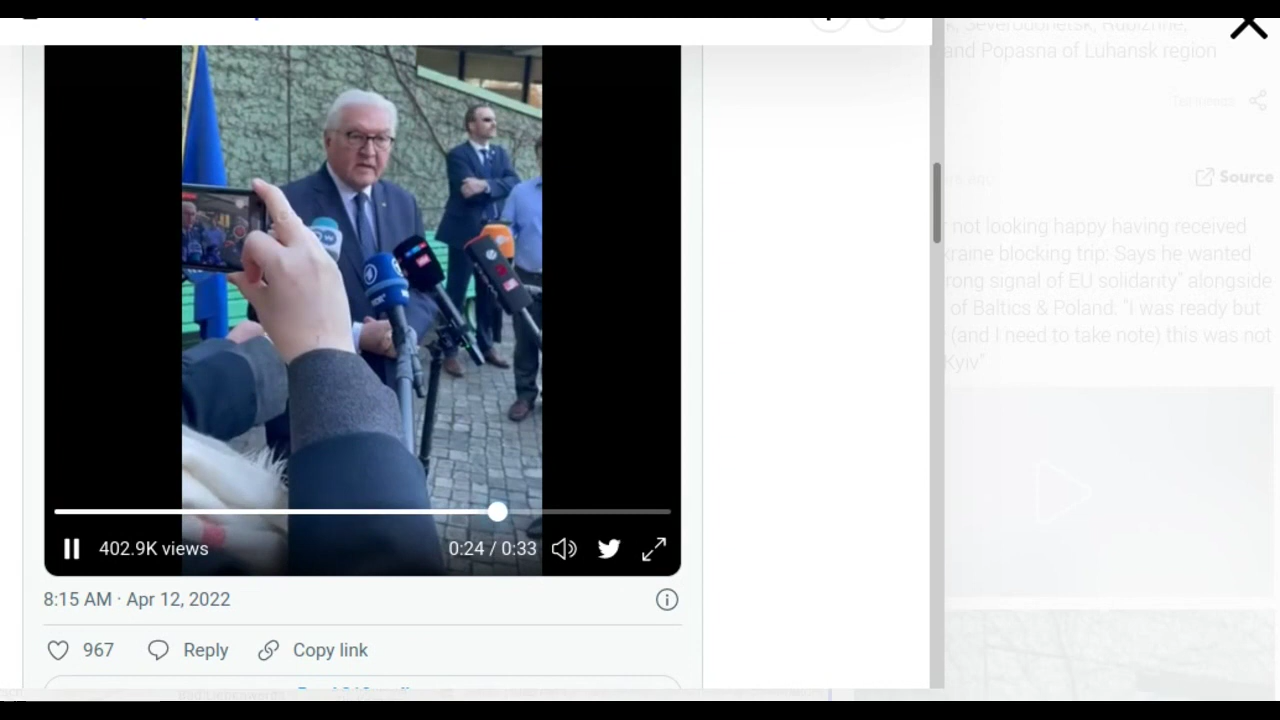 and Popasna of Luhansk region
Source
not looking happy having received
kraine blocking trip: Says he wanted
rong signal of EU solidarity" alongside
of Baltics & Poland. "I was ready but
(and I need to take note) this was not
Kyiv"
402.9K views
0:24 / 0:33
8:15 AM · Apr 12, 2022
967
Reply
Copy link